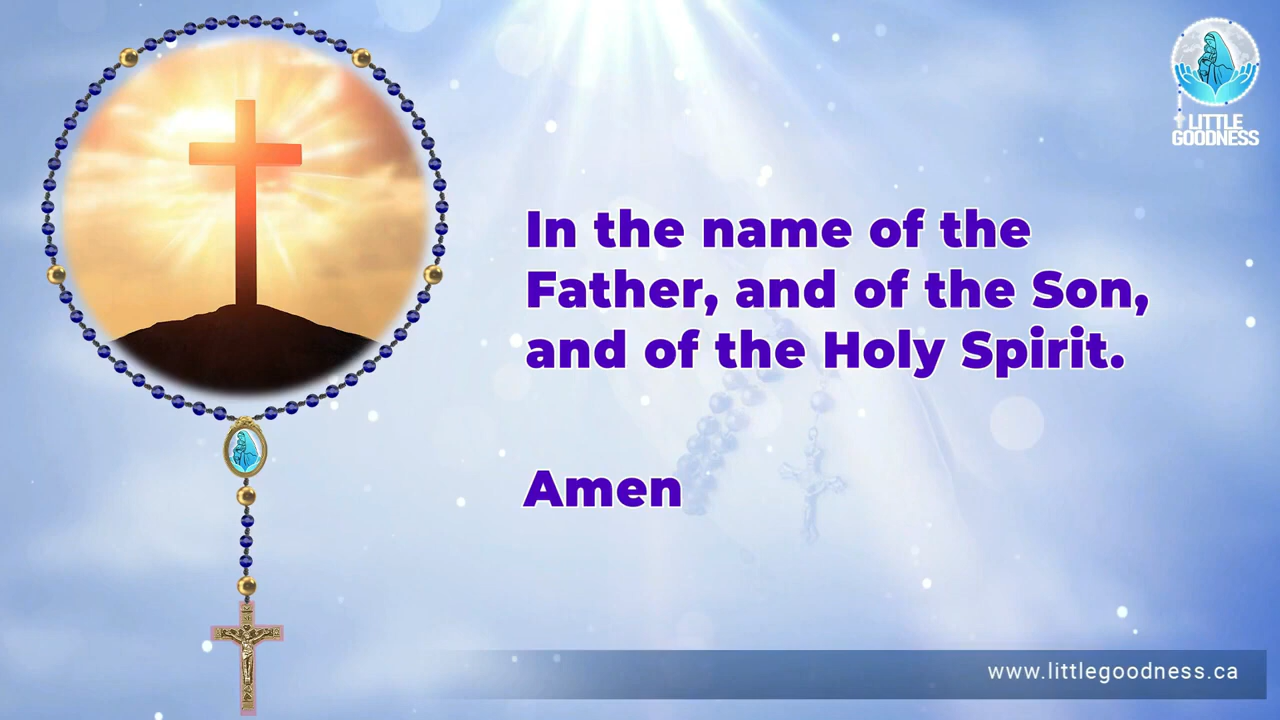 LITTLE
GOODNESS
In the name of the
Father, and of the Son,
and of the Holy Spirit.
Amen
www.littlegoodness.ca